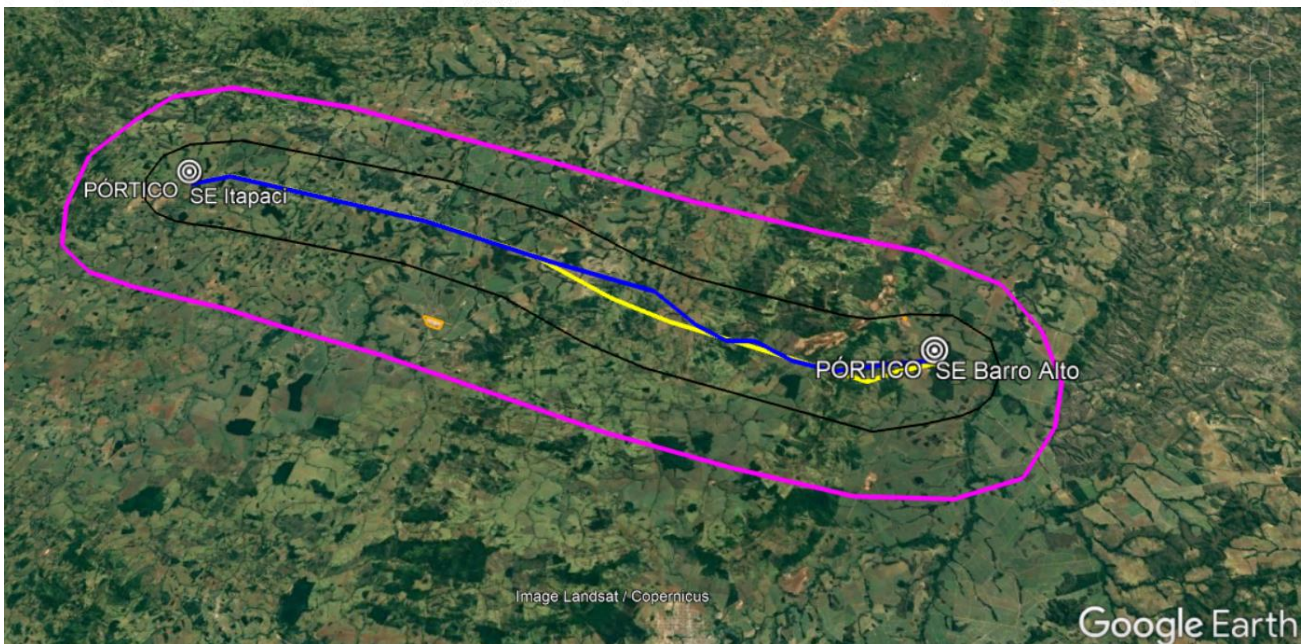 PÓRTICO SE Itapaci
PÓRTICO SE Barro Alto
Image Landsat / Copernicus
Google Earth